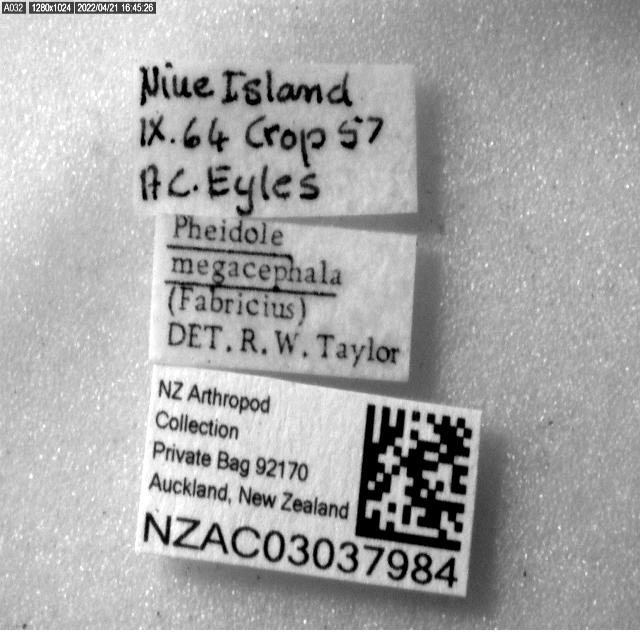 A032 1280x1024 2022/04/21 16:45:26
Niue Island
IX.64 Crop 57
A C. Eyles
Pheidole
megacephala
(Fabricius)
DET. R. W. Taylor
NZ Arthropod
Collection
Private Bag 92170
Auckland, New Zealand
NZAC03037984